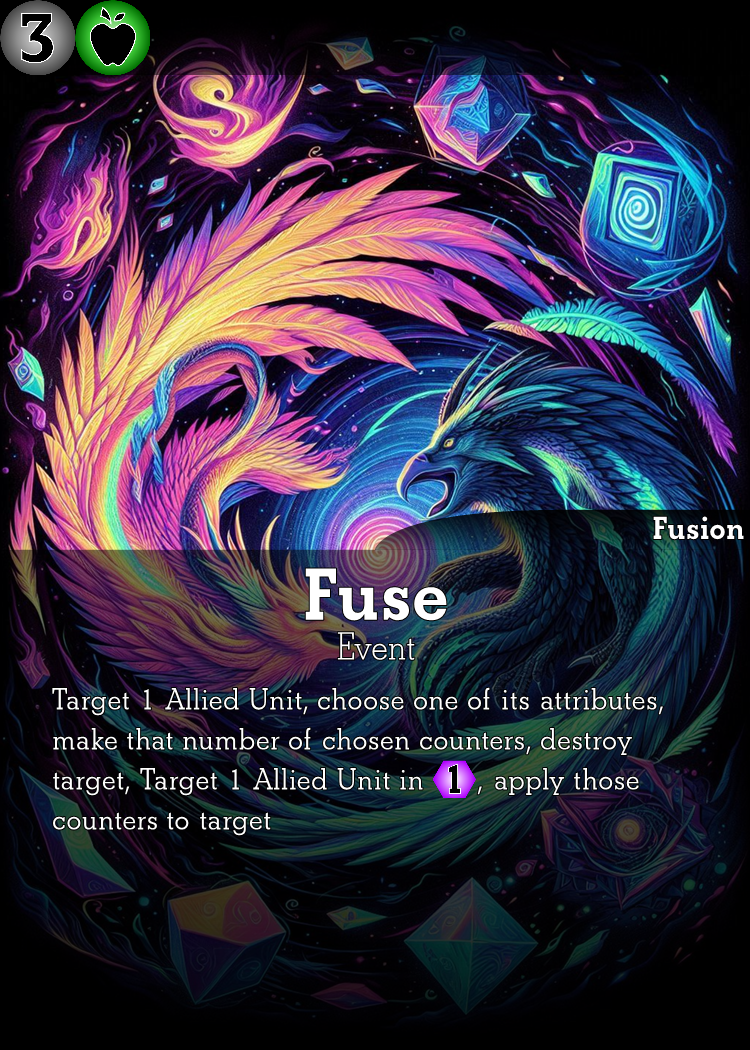 3
Fusion
Fuse
Event
Target 1 Allied Unit, choose one of its attributes,
make that number of chosen counters, destroy
target, Target 1 Allied Unit in 1, apply those
counters to target